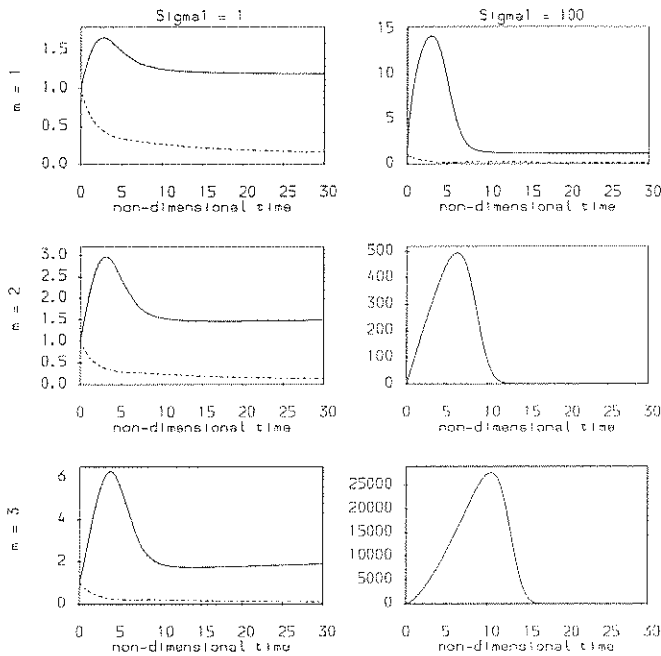 Sigma1 = 1
Sigma1 = 100
m = 1
1.5
1.0
0.5
0.0
0 5 10 15 20 25 30
non-dimensional time
15
10
5
0
0 5 10 15 20 25 30
non-dimensional time
m = 2
3.0
2.5
2.0
1.5
1.0
0.5
0.0
0 5 10 15 20 25 30
non-dimensional time
500
400
300
200
100
0
0 5 10 15 20 25 30
non-dimensional time
m = 3
6
4
2
0
0 5 10 15 20 25 30
non-dimensional time
25000
20000
15000
10000
5000
0
0 5 10 15 20 25 30
non-dimensional time